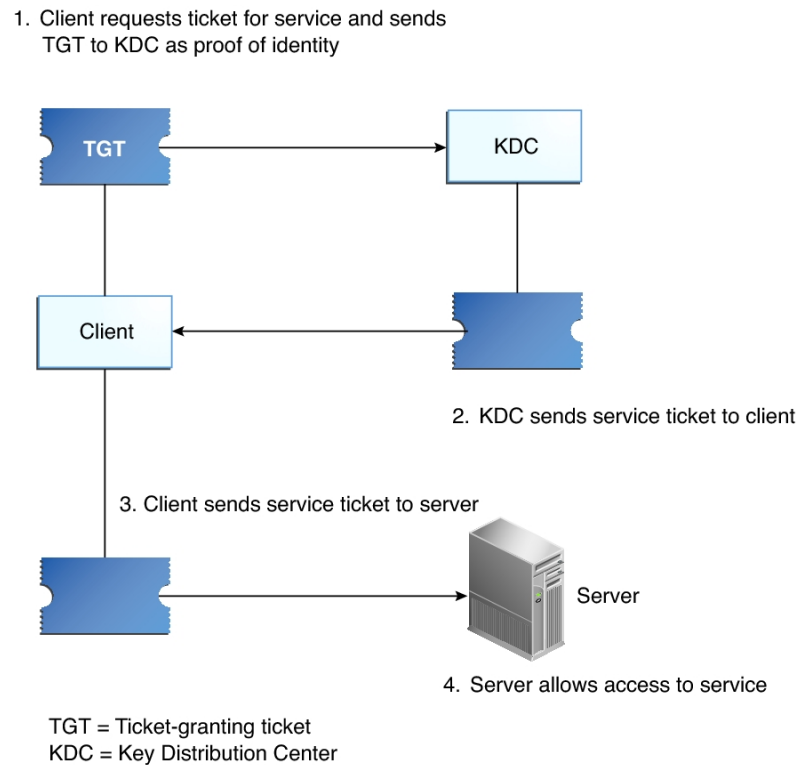 1. Client requests ticket for service and sends
TGT to KDC as proof of identity
TGT
KDC
Client
2. KDC sends service ticket to client
3. Client sends service ticket to server
Server
4. Server allows access to service
TGT = Ticket-granting ticket
KDC = Key Distribution Center